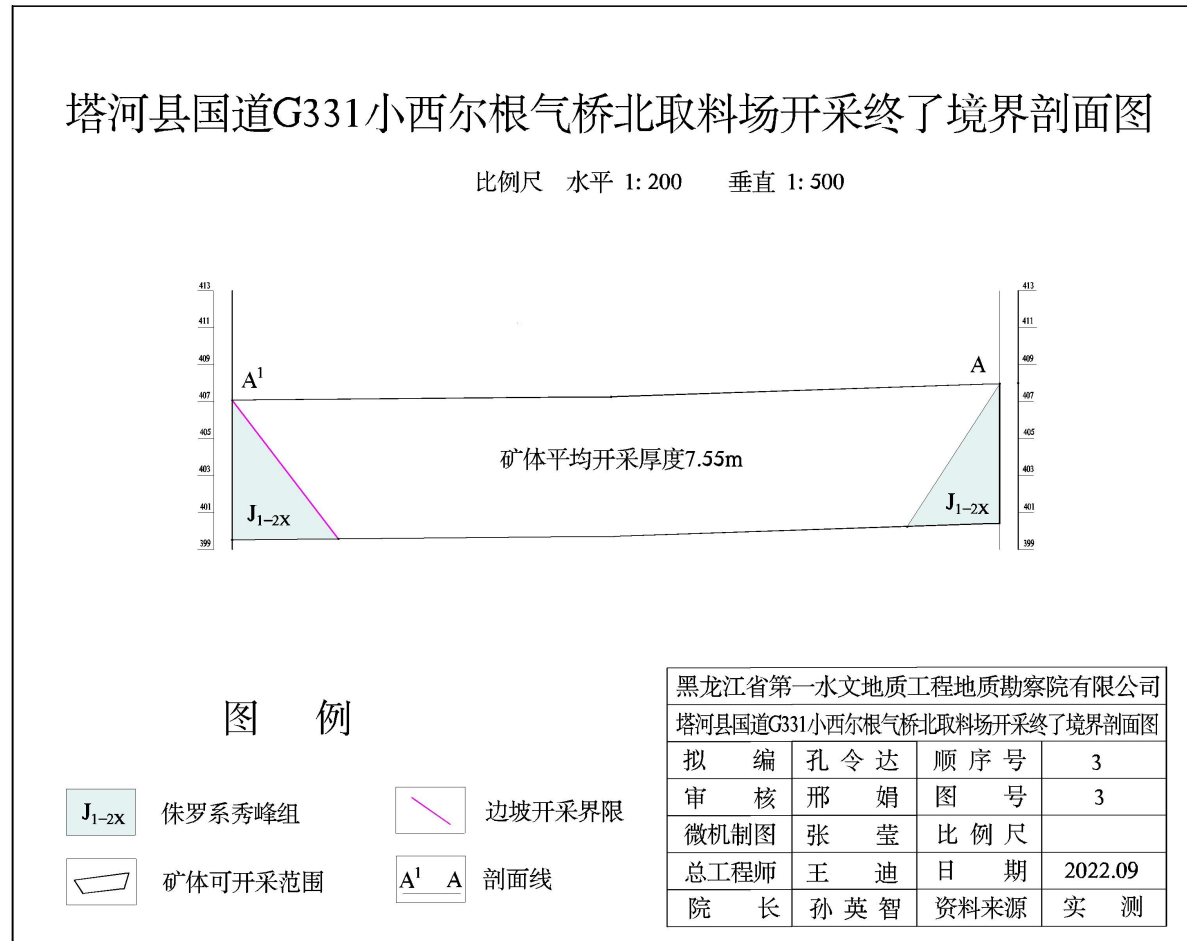 塔河县国道G331小西尔根气桥北取料场开采终了境界剖面图
比例尺 水平 1: 200 垂直 1: 500
413 413
411 411
409 409
A¹ A
407 407
405 405
矿体平均开采厚度7.55m
403 403
401 401
J1-2X J1-2X
399 399
图 例
J1-2X 侏罗系秀峰组
边坡开采界限
矿体可开采范围
A¹ A 剖面线
黑龙江省第一水文地质工程地质勘察院有限公司
塔河县国道G331小西尔根气桥北取料场开采终了境界剖面图
拟 编 孔令达 顺序号 3
审 核 邢 娟 图 号 3
微机制图 张 莹 比例尺
总工程师 王 迪 日 期 2022.09
院 长 孙英智 资料来源 实 测